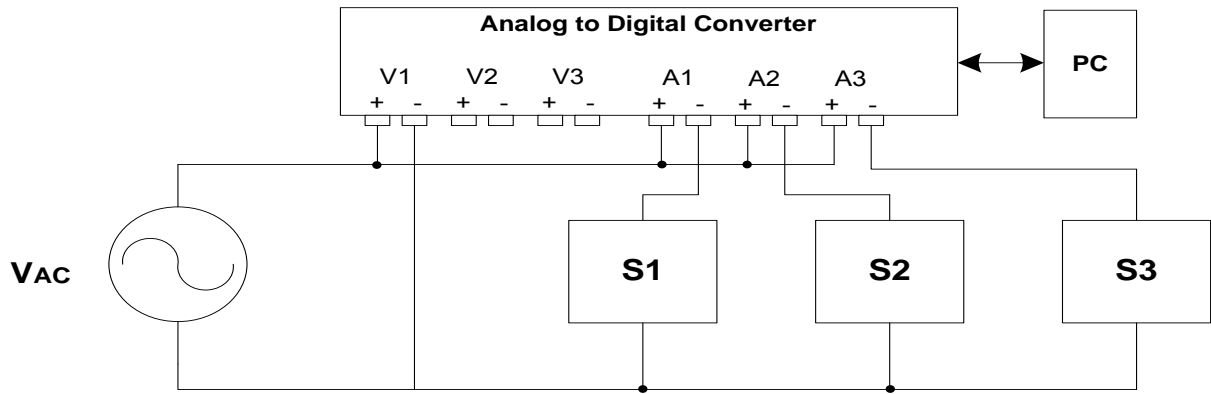 Analog to Digital Converter
V1 V2 V3 A1 A2 A3
+ - + - + - + - + - + -
PC
VAC
S1 S2 S3